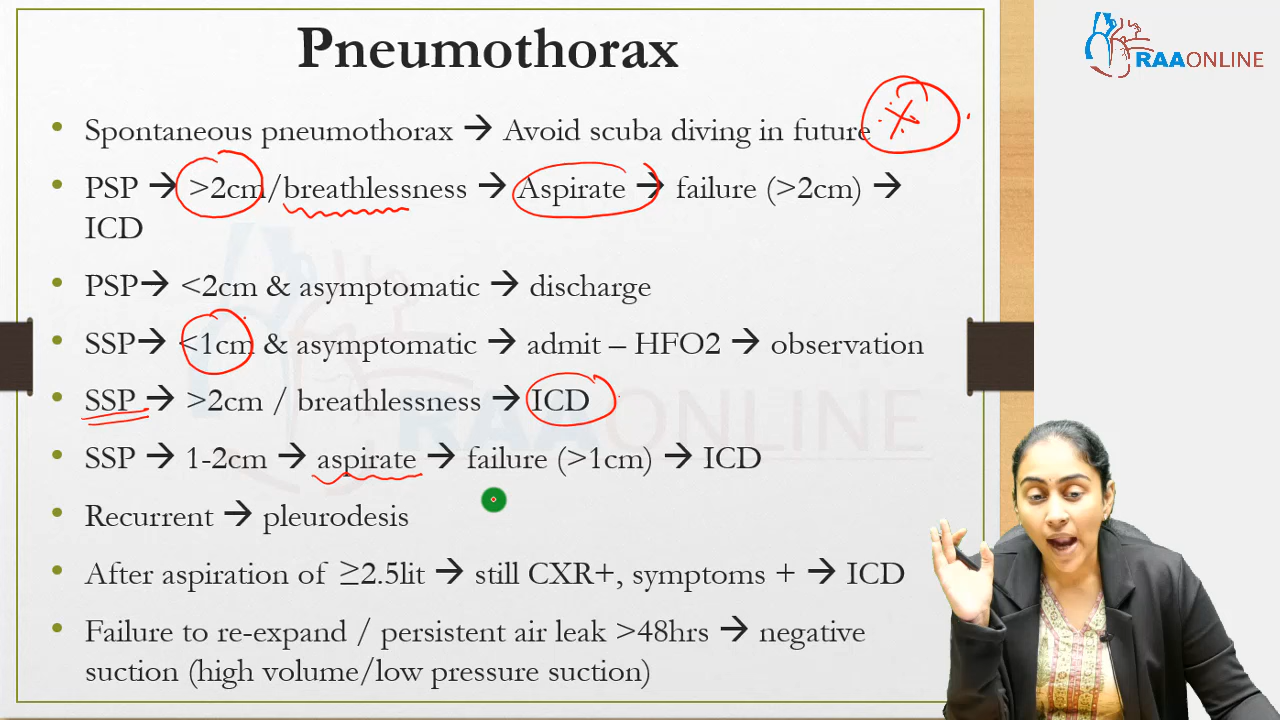 Pneumothorax
RAAONLINE
• Spontaneous pneumothorax → Avoid scuba diving in future
• PSP → >2cm/breathlessness → Aspirate → failure (>2cm) →
ICD
• PSP→ <2cm & asymptomatic → discharge
• SSP→ <1cm & asymptomatic → admit – HFO2 → observation
• SSP → >2cm / breathlessness → ICD
RAAONLINE
• SSP → 1-2cm → aspirate → failure (>1cm) → ICD
• Recurrent → pleurodesis
• After aspiration of ≥2.5lit → still CXR+, symptoms + → ICD
• Failure to re-expand / persistent air leak >48hrs → negative
suction (high volume/low pressure suction)